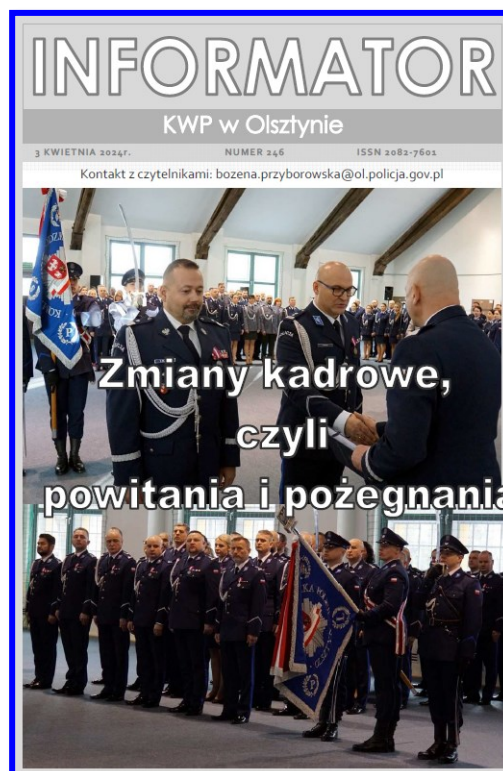 INFORMATOR
KWP w Olsztynie
3 KWIETNIA 2024r. NUMER 246 ISSN 2082-7601
Kontakt z czytelnikami: bozena.przyborowska@ol.policja.gov.pl
Zmiany kadrowe,
czyli
powitania i pożegnania